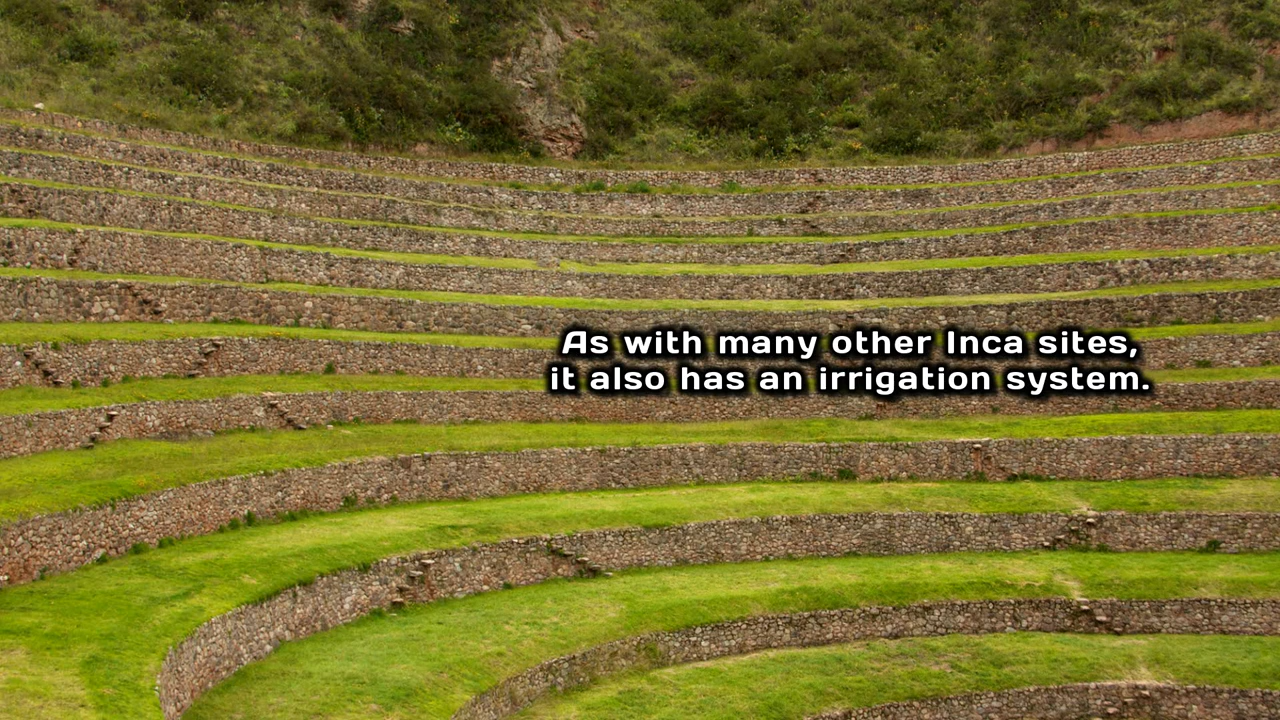 As with many other Inca sites,
it also has an irrigation system.